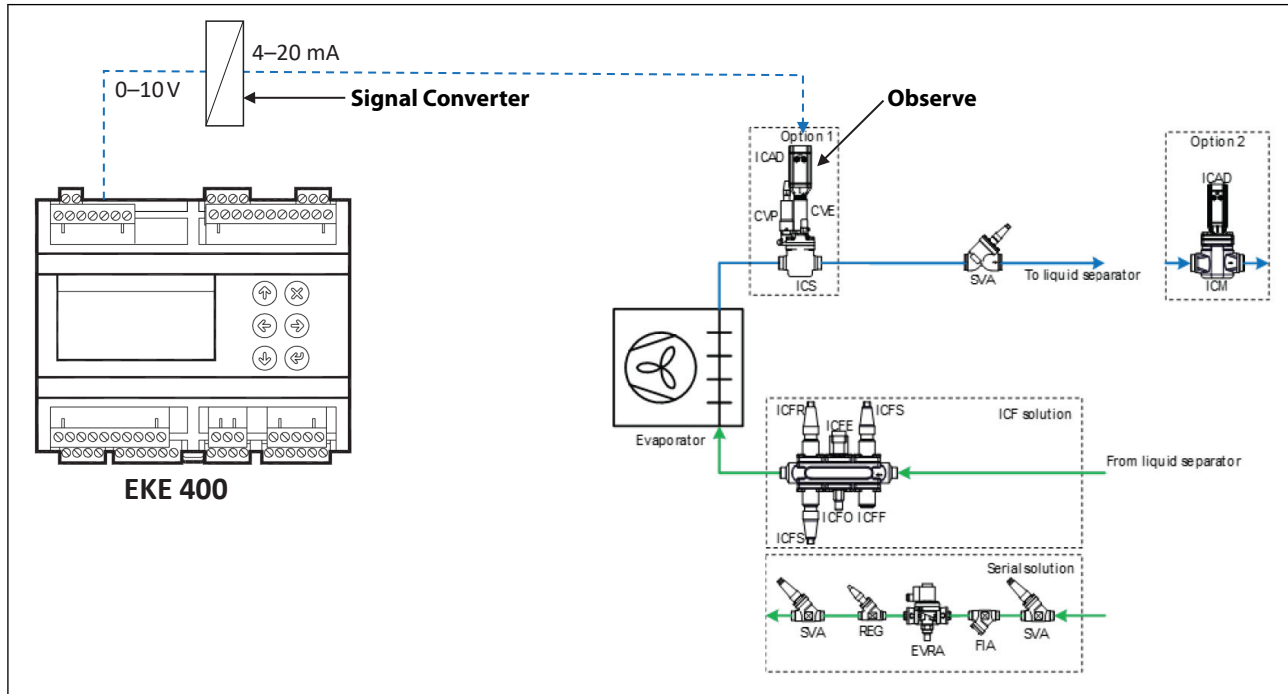 4–20 mA
0–10 V
Signal Converter
Observe
Option 1
ICAD
CVP
CVE
ICS
SVA
To liquid separator
Option 2
ICAD
ICM
EKE 400
Evaporator
ICF solution
ICFR
ICFS
ICFE
From liquid separator
ICFO
ICFF
ICFS
Serial solution
SVA
REG
EVRA
FIA
SVA